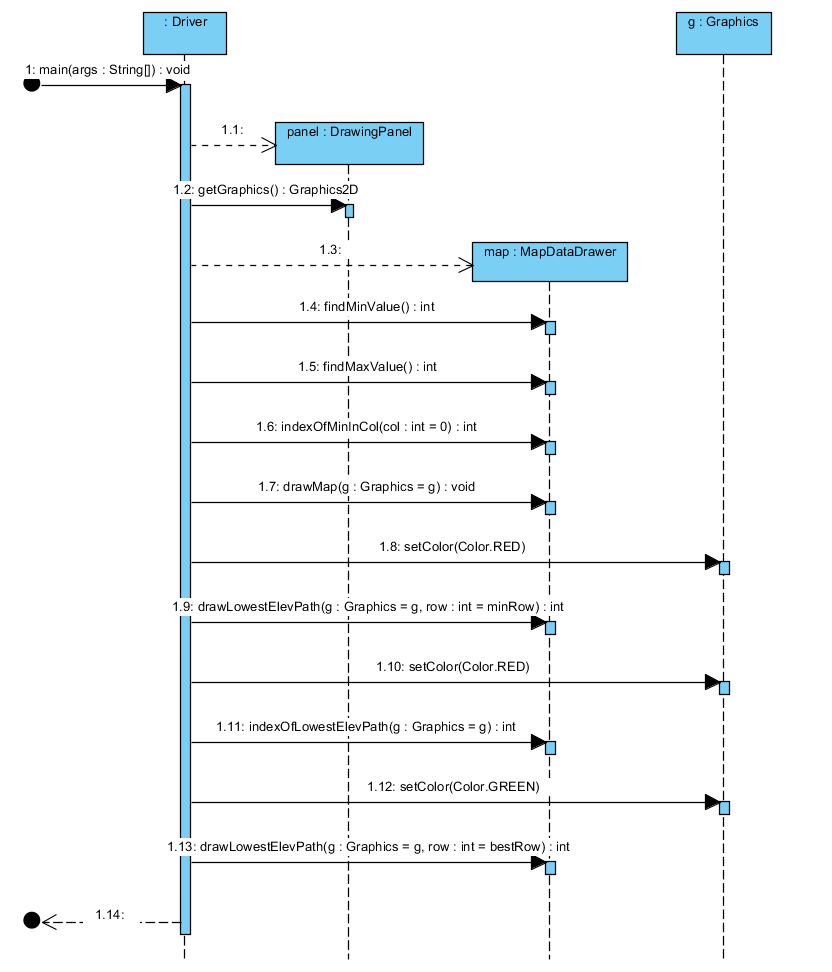 : Driver
g : Graphics
1: main(args : String[]) : void
1.1:
panel : DrawingPanel
1.2: getGraphics() : Graphics2D
1.3:
map : MapDataDrawer
1.4: findMinValue() : int
1.5: findMaxValue() : int
1.6: indexOfMinInCol(col : int = 0) : int
1.7: drawMap(g : Graphics = g) : void
1.8: setColor(Color.RED)
1.9: drawLowestElevPath(g : Graphics = g, row : int = minRow) : int
1.10: setColor(Color.RED)
1.11: indexOfLowestElevPath(g : Graphics = g) : int
1.12: setColor(Color.GREEN)
1.13: drawLowestElevPath(g : Graphics = g, row : int = bestRow) : int
1.14: